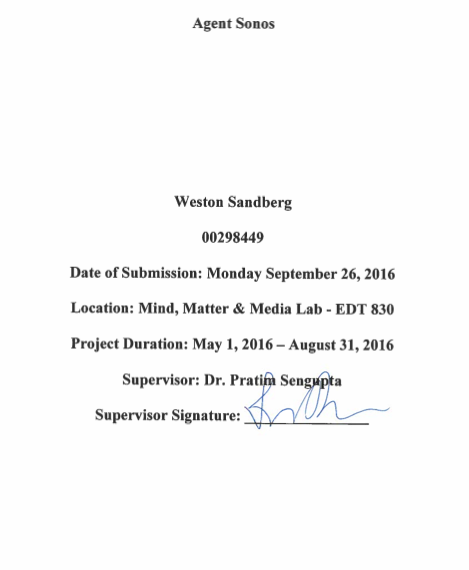 Agent Sonos
Weston Sandberg
00298449
Date of Submission: Monday September 26, 2016
Location: Mind, Matter & Media Lab - EDT 830
Project Duration: May 1, 2016 – August 31, 2016
Supervisor: Dr. Pratim Sengupta
Supervisor Signature: